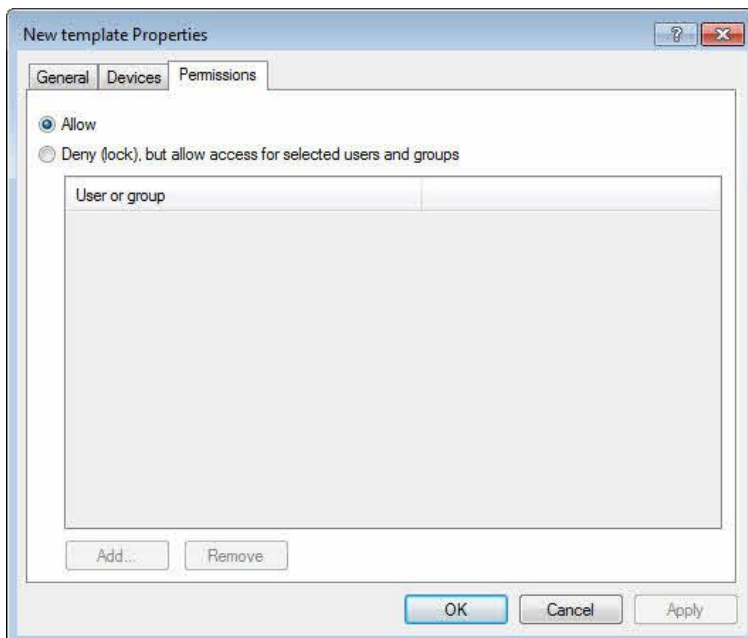 New template Properties
General Devices Permissions
Allow
Deny (lock), but allow access for selected users and groups
User or group
Add... Remove
OK Cancel Apply